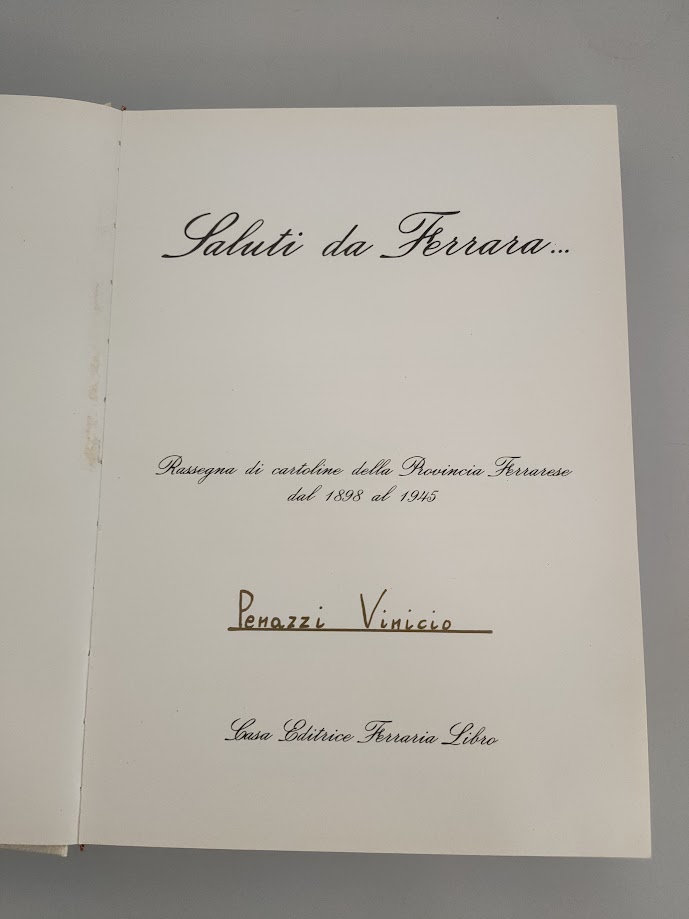 Saluti da Ferrara...
Rassegna di cartoline della Provincia Ferrarese
dal 1898 al 1945
Penazzi Vinicio
Casa Editrice Ferraria Libro